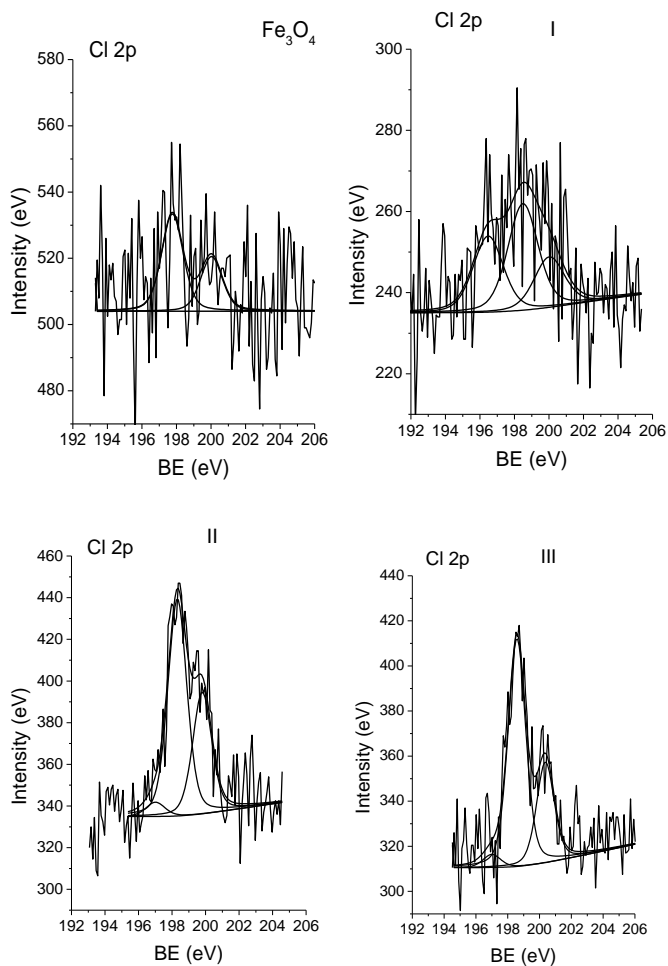 Cl 2p
Fe₃O₄
Intensity (eV)
580
560
540
520
500
480
192 194 196 198 200 202 204 206
BE (eV)
Cl 2p
I
Intensity (eV)
300
280
260
240
220
192 194 196 198 200 202 204 206
BE (eV)
Cl 2p
II
Intensity (eV)
460
440
420
400
380
360
340
320
300
192 194 196 198 200 202 204 206
BE (eV)
Cl 2p
III
Intensity (eV)
440
420
400
380
360
340
320
300
192 194 196 198 200 202 204 206
BE (eV)